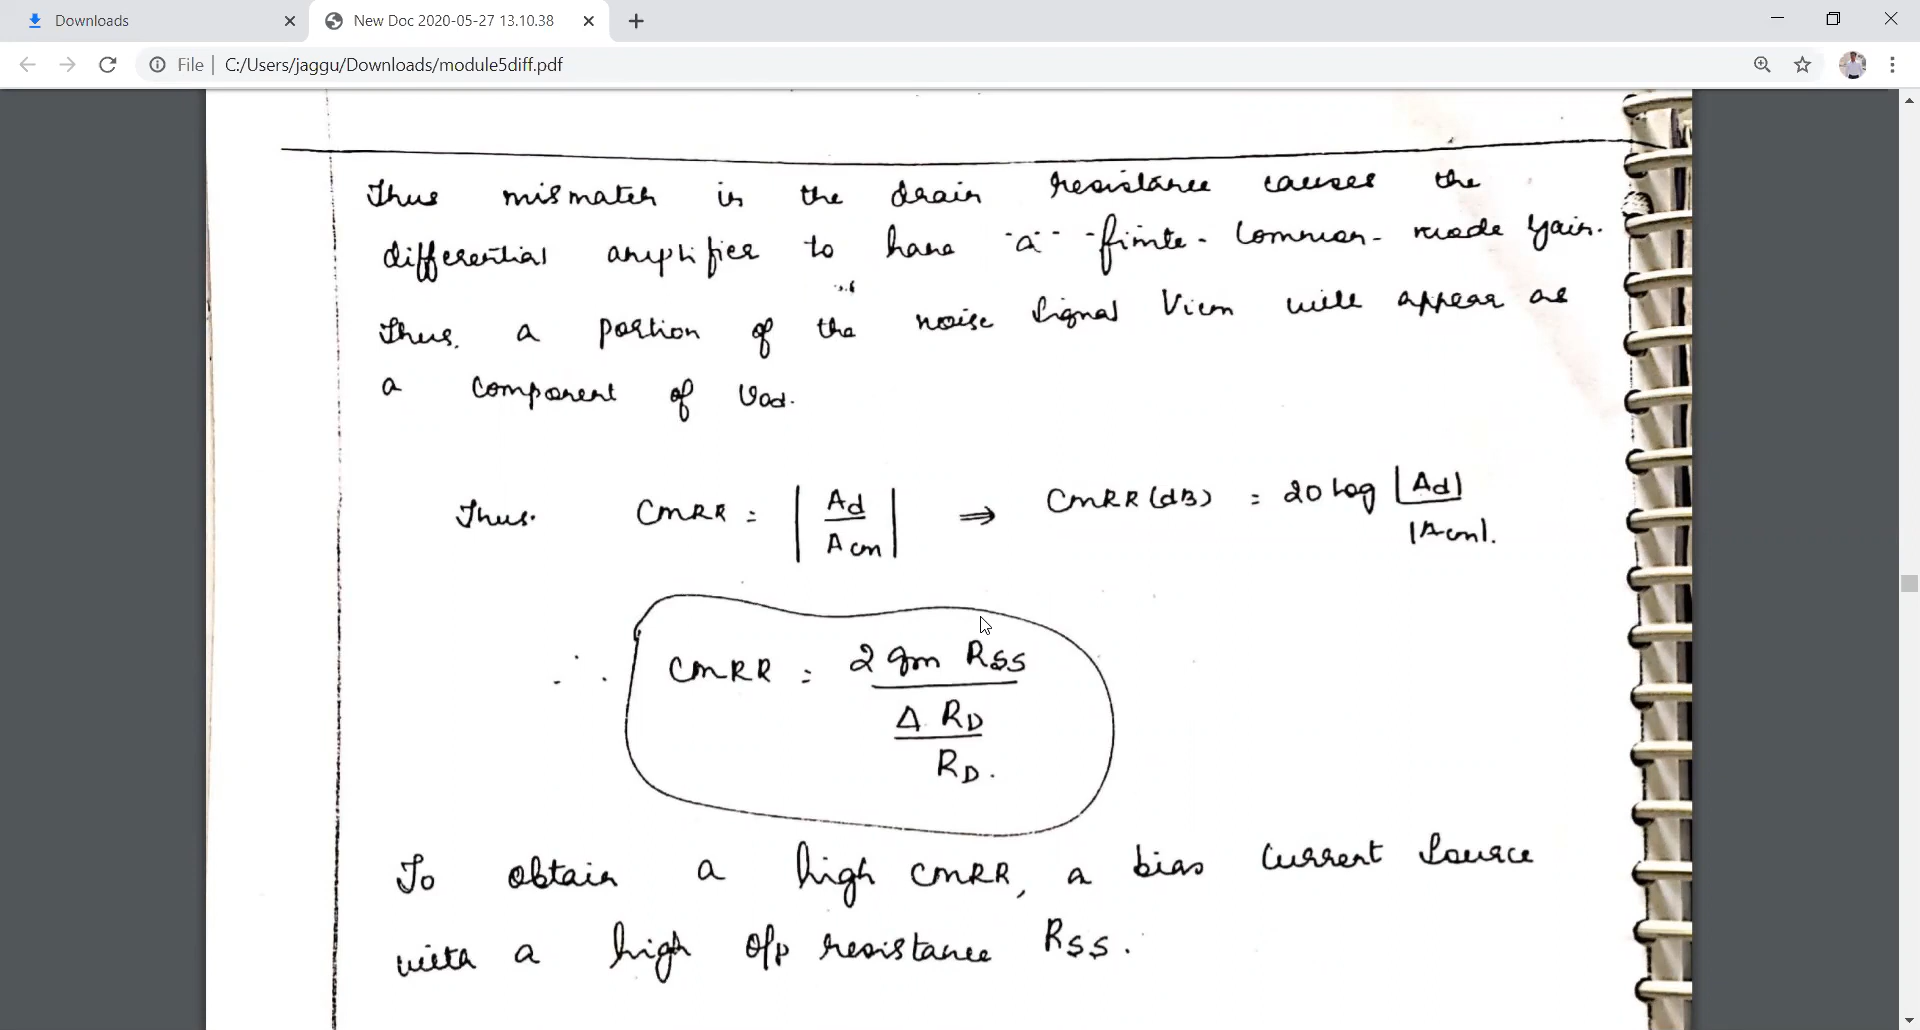 Downloads
New Doc 2020-05-27 13.10.38
File | C:/Users/jaggu/Downloads/module5diff.pdf
Thus mismatch in the drain resistance causes the
differential amplifier to have a finite common-mode gain.
Thus, a portion of the noise signal Vicm will appear as
a component of Vod.
Thus. CMRR = | Ad / Acm | ⇒ CMRR (dB) = 20 log |Ad| / |Acm|.
∴ CMRR = 2 gm RSS / (Δ RD / RD.)
To obtain a high CMRR, a bias current source
with a high o/p resistance RSS.